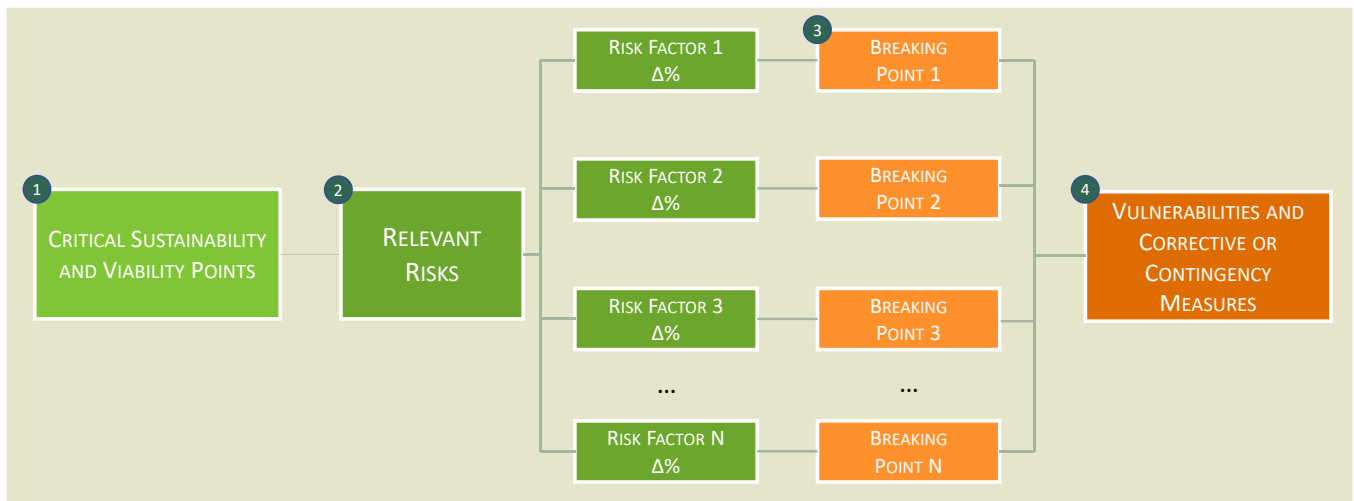 1
CRITICAL SUSTAINABILITY
AND VIABILITY POINTS
2
RELEVANT
RISKS
RISK FACTOR 1
Δ%
3
BREAKING
POINT 1
RISK FACTOR 2
Δ%
BREAKING
POINT 2
RISK FACTOR 3
Δ%
BREAKING
POINT 3
...
...
RISK FACTOR N
Δ%
BREAKING
POINT N
4
VULNERABILITIES AND
CORRECTIVE OR
CONTINGENCY
MEASURES